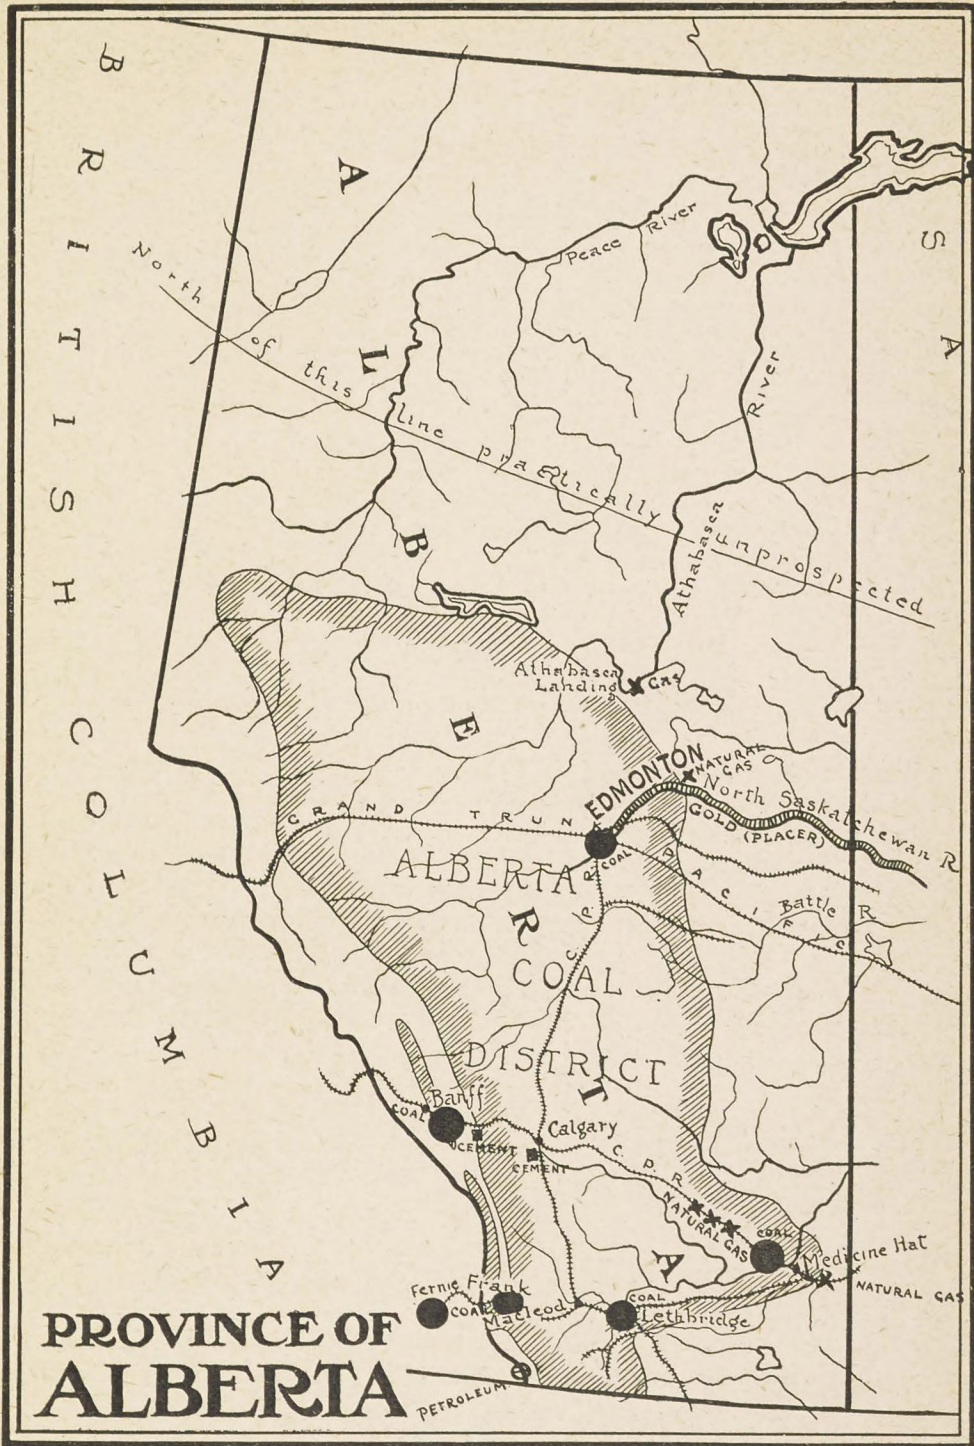 BRITISH COLUMBIA
ALBERTA
SA
Peace River
River
Athabasca
North of this line practically unprospected
Athabasca
Landing
GAS
EDMONTON
NATURAL
GAS
North Saskatchewan R
GOLD (PLACER)
GRAND TRUN
PACIFIC
COAL
ALBERTA
COAL
DISTRICT
C. P. R.
Battle R
Banff
COAL
CEMENT
Calgary
CEMENT
C. P. R.
NATURAL GAS
COAL
Medicine Hat
NATURAL GAS
Fernie
Frank
COAL
Macleod
COAL
Lethbridge
PETROLEUM
PROVINCE OF
ALBERTA